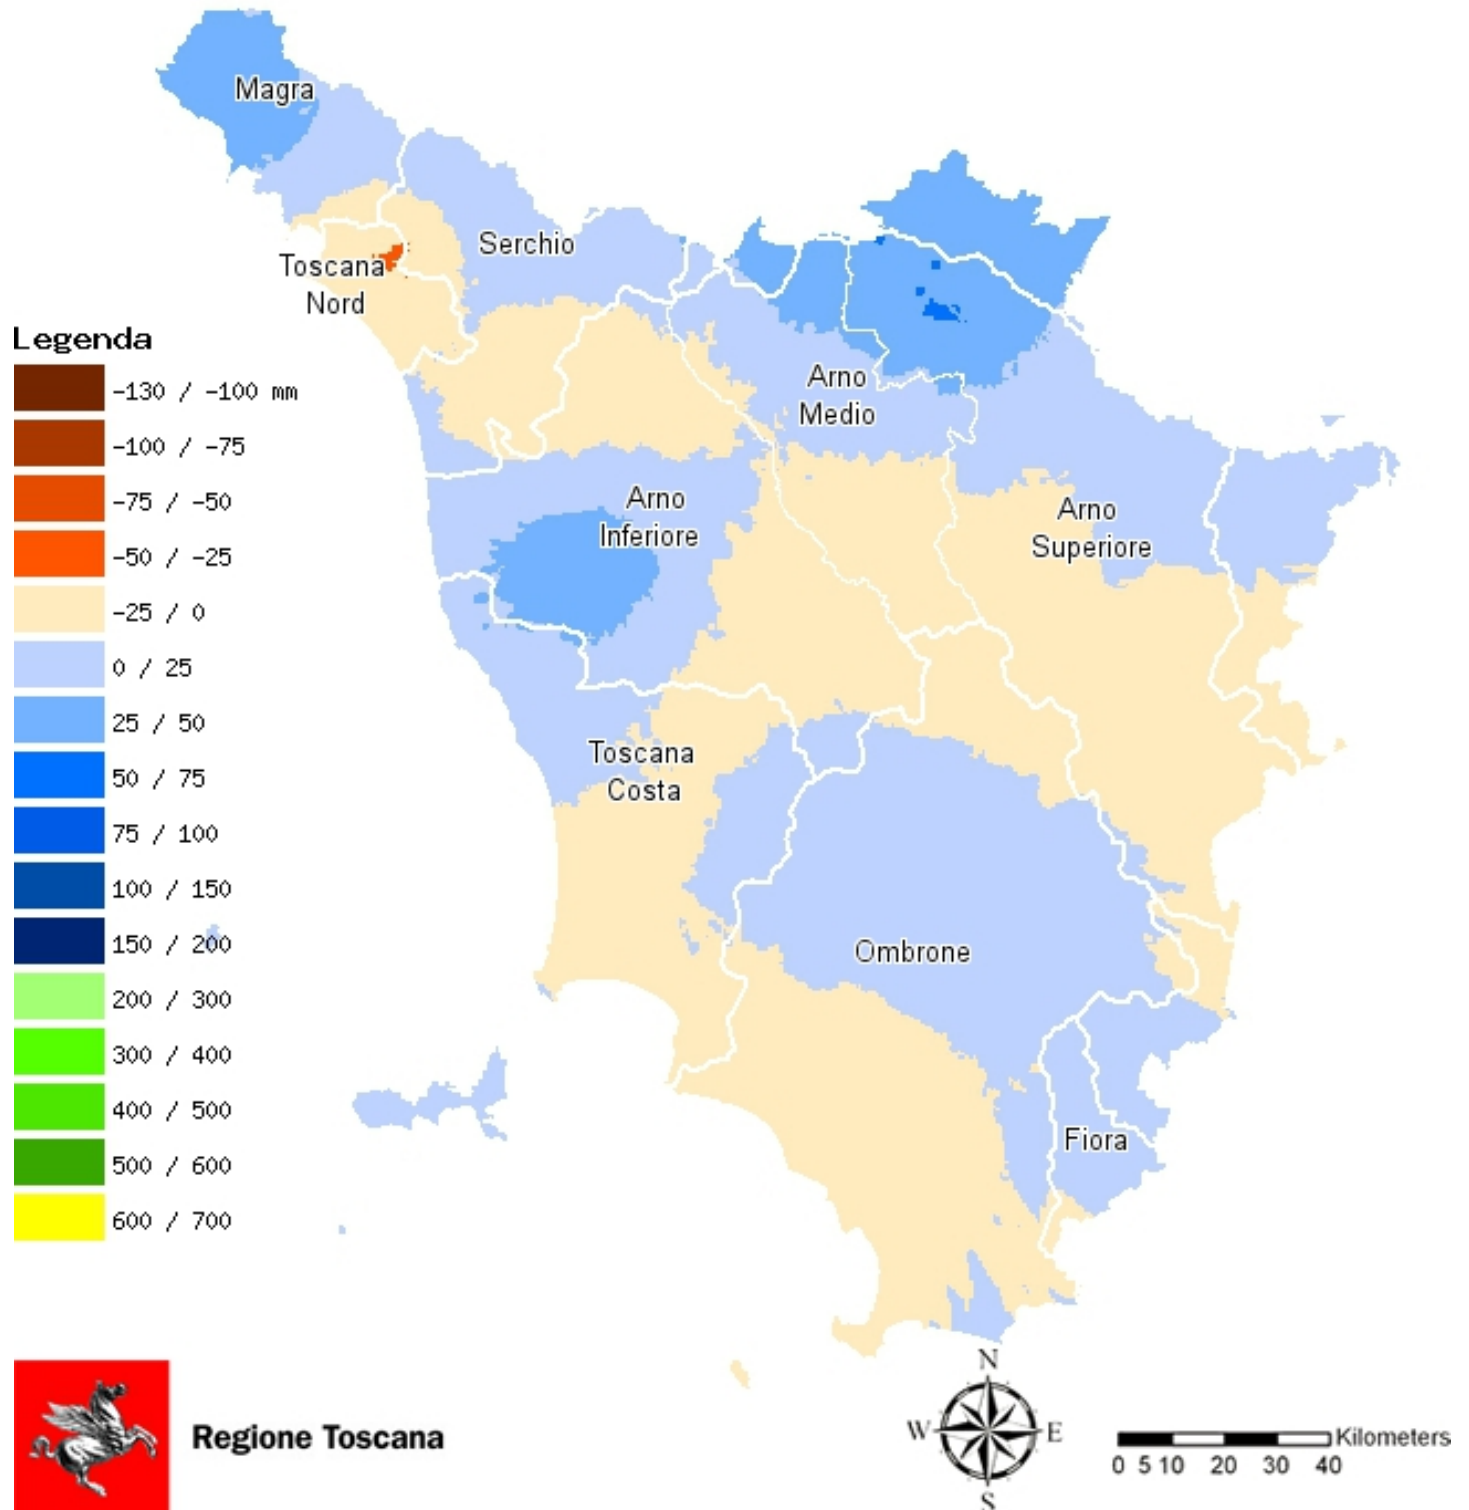 Magra
Serchio
Toscana
Nord
Legenda
-130 / -100 mm
-100 / -75
-75 / -50
-50 / -25
-25 / 0
0 / 25
25 / 50
50 / 75
75 / 100
100 / 150
150 / 200
200 / 300
300 / 400
400 / 500
500 / 600
600 / 700
Arno
Medio
Arno
Inferiore
Arno
Superiore
Toscana
Costa
Ombrone
Fiora
Regione Toscana
N
W E
S
Kilometers
0 5 10 20 30 40